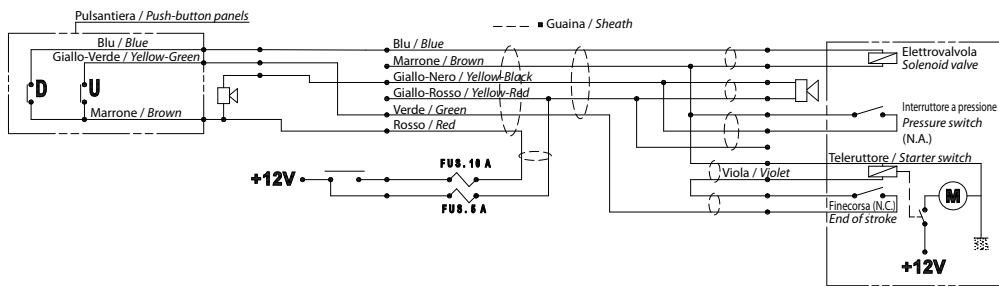 Pulsantiera / Push-button panels
Guaina / Sheath
Blu / Blue
Giallo-Verde / Yellow-Green
D
U
Marrone / Brown
Blu / Blue
Marrone / Brown
Giallo-Nero / Yellow-Black
Giallo-Rosso / Yellow-Red
Verde / Green
Rosso / Red
+12V
FUS. 10 A
FUS. 5 A
Viola / Violet
Elettrovalvola
Solenoid valve
Interruttore a pressione
Pressure switch
(N.A.)
Teleruttore / Starter switch
Finecorsa (N.C.)
End of stroke
M
+12V